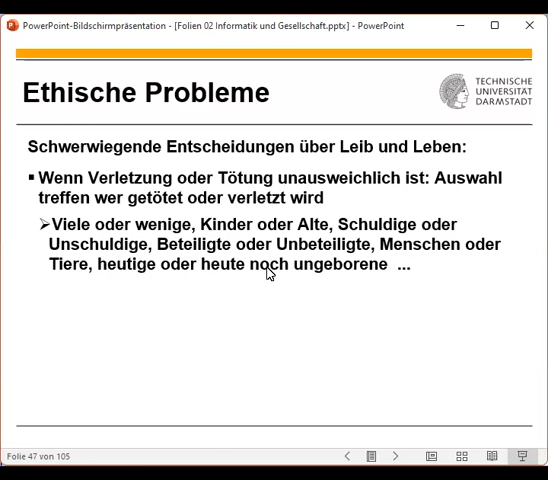 PowerPoint-Bildschirmpräsentation - [Folien 02 Informatik und Gesellschaft.pptx] - PowerPoint
Ethische Probleme
TECHNISCHE
UNIVERSITÄT
DARMSTADT
Schwerwiegende Entscheidungen über Leib und Leben:
▪ Wenn Verletzung oder Tötung unausweichlich ist: Auswahl
treffen wer getötet oder verletzt wird
➢Viele oder wenige, Kinder oder Alte, Schuldige oder
Unschuldige, Beteiligte oder Unbeteiligte, Menschen oder
Tiere, heutige oder heute noch ungeborene ...
Folie 47 von 105